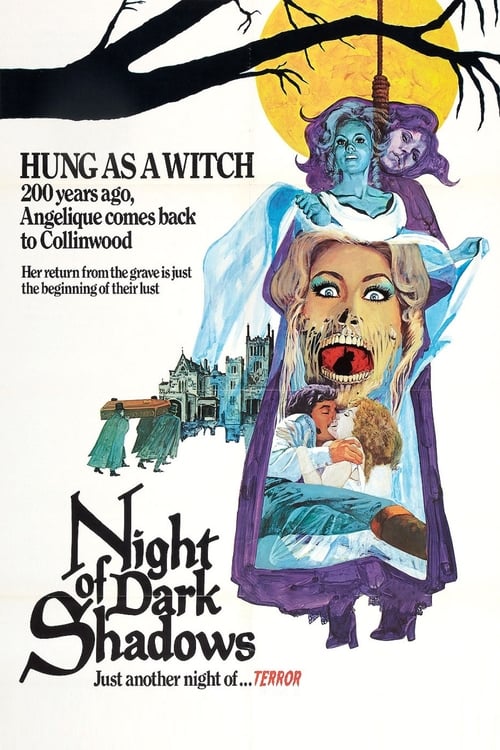 HUNG AS A WITCH
200 years ago,
Angelique comes back
to Collinwood
Her return from the grave is just
the beginning of their lust
Night
of Dark
Shadows
Just another night of...TERROR